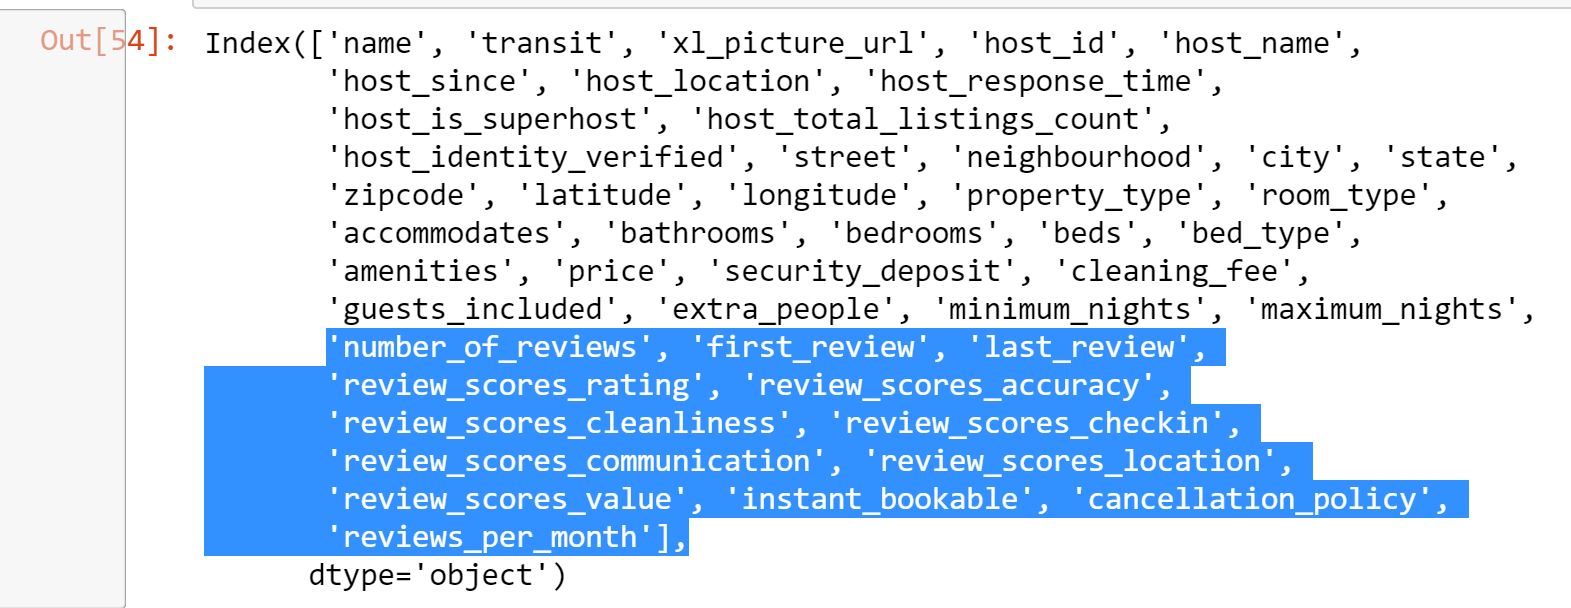 Out[54]: Index(['name', 'transit', 'xl_picture_url', 'host_id', 'host_name',
'host_since', 'host_location', 'host_response_time',
'host_is_superhost', 'host_total_listings_count',
'host_identity_verified', 'street', 'neighbourhood', 'city', 'state',
'zipcode', 'latitude', 'longitude', 'property_type', 'room_type',
'accommodates', 'bathrooms', 'bedrooms', 'beds', 'bed_type',
'amenities', 'price', 'security_deposit', 'cleaning_fee',
'guests_included', 'extra_people', 'minimum_nights', 'maximum_nights',
'number_of_reviews', 'first_review', 'last_review',
'review_scores_rating', 'review_scores_accuracy',
'review_scores_cleanliness', 'review_scores_checkin',
'review_scores_communication', 'review_scores_location',
'review_scores_value', 'instant_bookable', 'cancellation_policy',
'reviews_per_month'],
dtype='object')